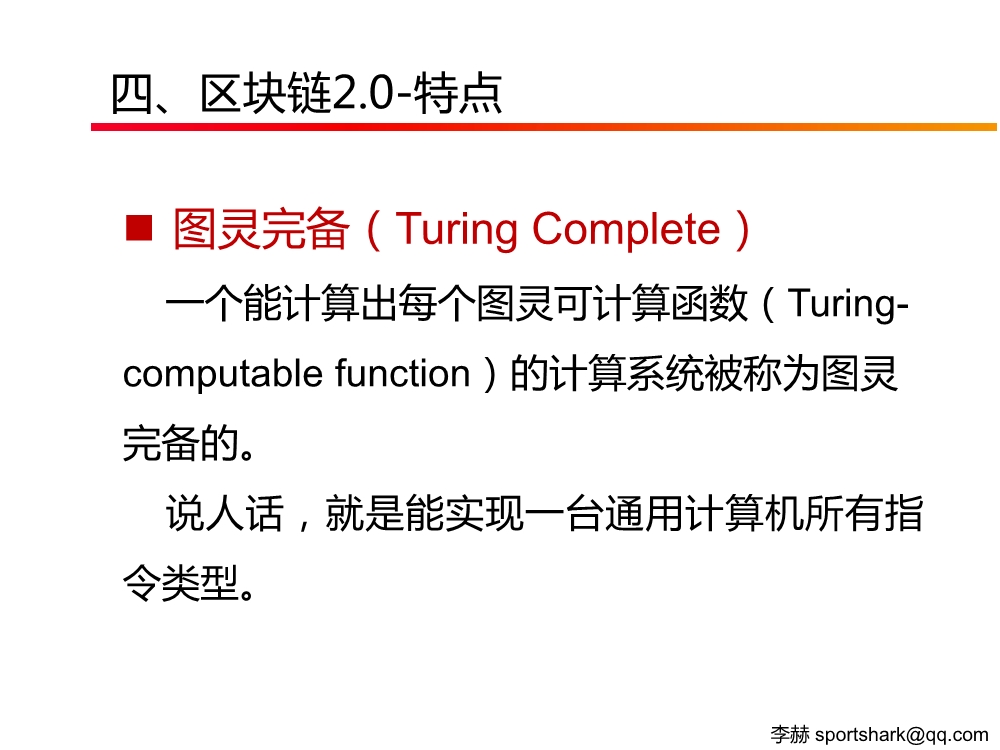 四、区块链2.0-特点
■ 图灵完备（Turing Complete）
一个能计算出每个图灵可计算函数（Turing-
computable function）的计算系统被称为图灵
完备的。
说人话，就是能实现一台通用计算机所有指
令类型。
李赫 sportshark@qq.com